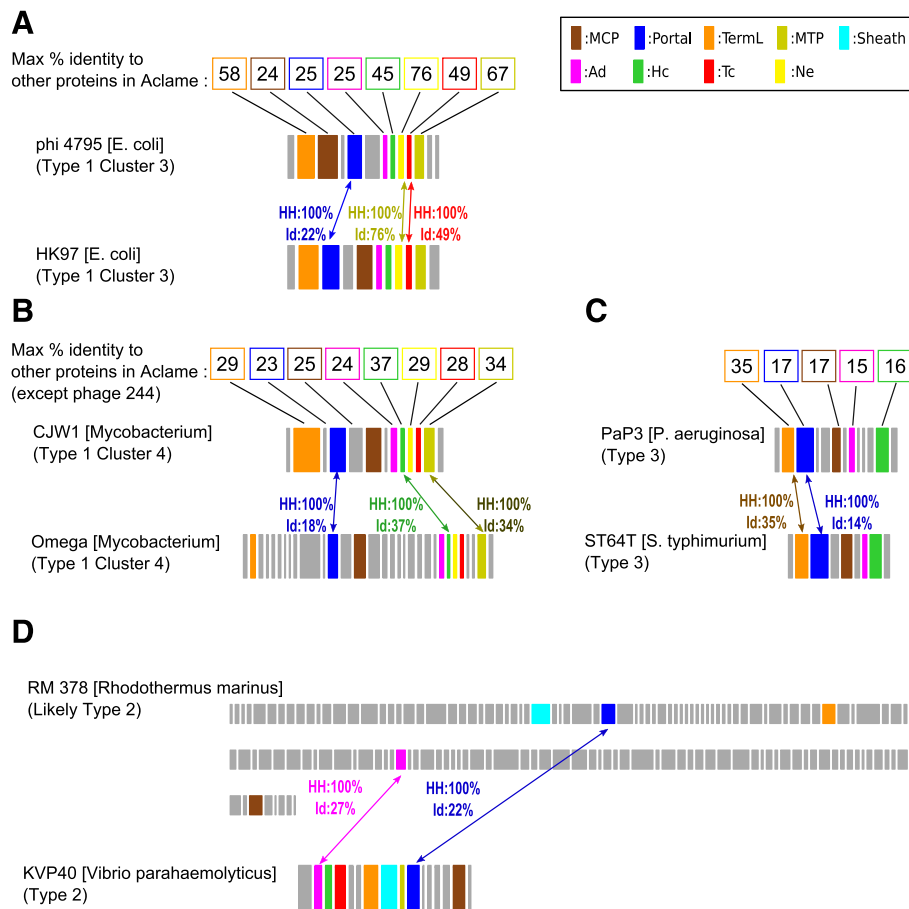 A
:MCP :Portal :TermL :MTP :Sheath
:Ad :Hc :Tc :Ne
Max % identity to
other proteins in Aclame :
58 24 25 25 45 76 49 67
phi 4795 [E. coli]
(Type 1 Cluster 3)
HH:100% HH:100% HH:100%
Id:22% Id:76% Id:49%
HK97 [E. coli]
(Type 1 Cluster 3)
B
Max % identity to
other proteins in Aclame :
(except phage 244)
29 23 25 24 37 29 28 34
CJW1 [Mycobacterium]
(Type 1 Cluster 4)
HH:100% HH:100% HH:100%
Id:18% Id:37% Id:34%
Omega [Mycobacterium]
(Type 1 Cluster 4)
C
35 17 17 15 16
PaP3 [P. aeruginosa]
(Type 3)
HH:100% HH:100%
Id:35% Id:14%
ST64T [S. typhimurium]
(Type 3)
D
RM 378 [Rhodothermus marinus]
(Likely Type 2)
HH:100% HH:100%
Id:27% Id:22%
KVP40 [Vibrio parahaemolyticus]
(Type 2)